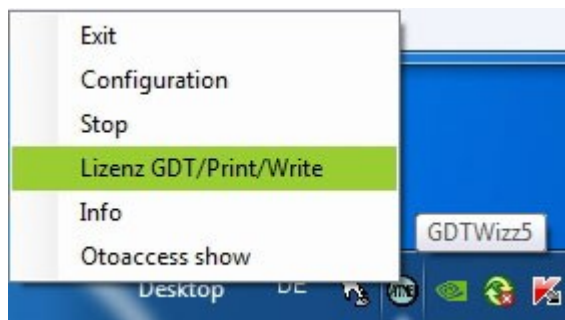 Exit
Configuration
Stop
Lizenz GDT/Print/Write
Info
Otoaccess show
GDTWizz5
Desktop DE